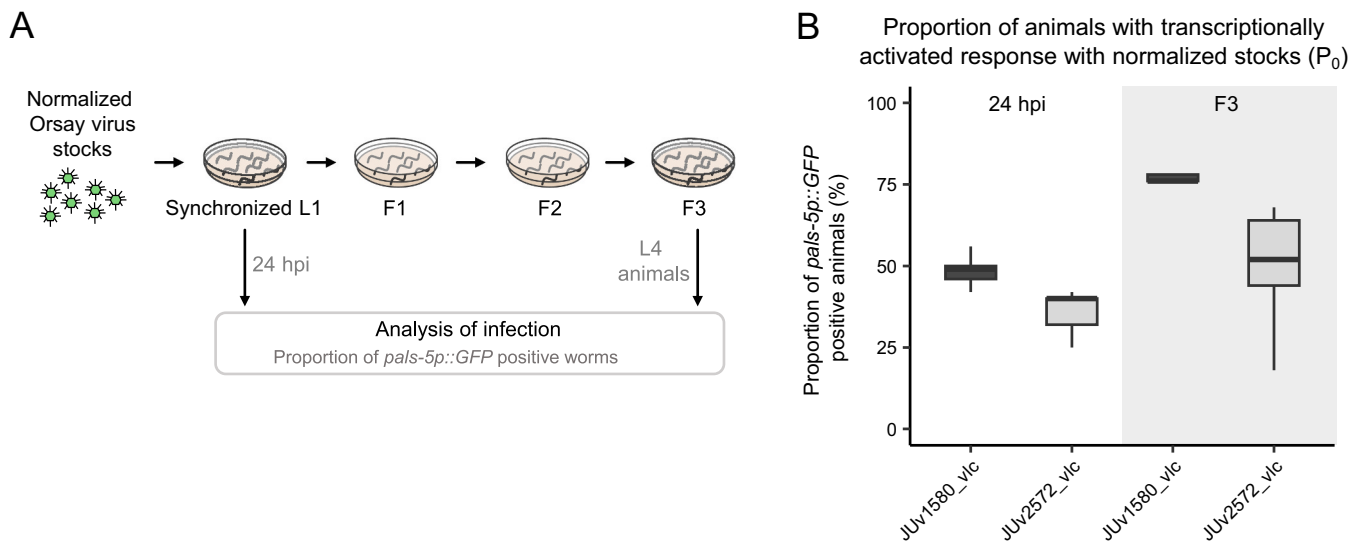 A
Normalized
Orsay virus
stocks
Synchronized L1
F1
F2
F3
24 hpi
L4
animals
Analysis of infection
Proportion of pals-5p::GFP positive worms
B
Proportion of animals with transcriptionally
activated response with normalized stocks (P₀)
Proportion of pals-5p::GFP
positive animals (%)
100
75
50
25
0
24 hpi
F3
JUv1580_vlc
JUv2572_vlc
JUv1580_vlc
JUv2572_vlc